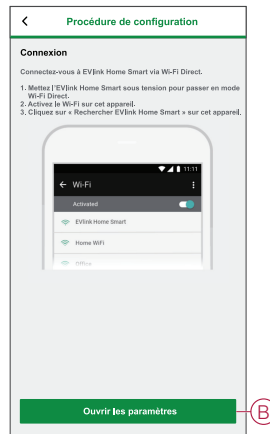 Procédure de configuration
Connexion
Connectez-vous à EVlink Home Smart via Wi-Fi Direct.
1. Mettez l'EVlink Home Smart sous tension pour passer en mode
Wi-Fi Direct.
2. Activez le Wi-Fi sur cet appareil.
3. Cliquez sur « Rechercher EVlink Home Smart » sur cet appareil.
11:11
Wi-Fi
Activated
EVlink Home Smart
Home WiFi
Office
Ouvrir les paramètres
B